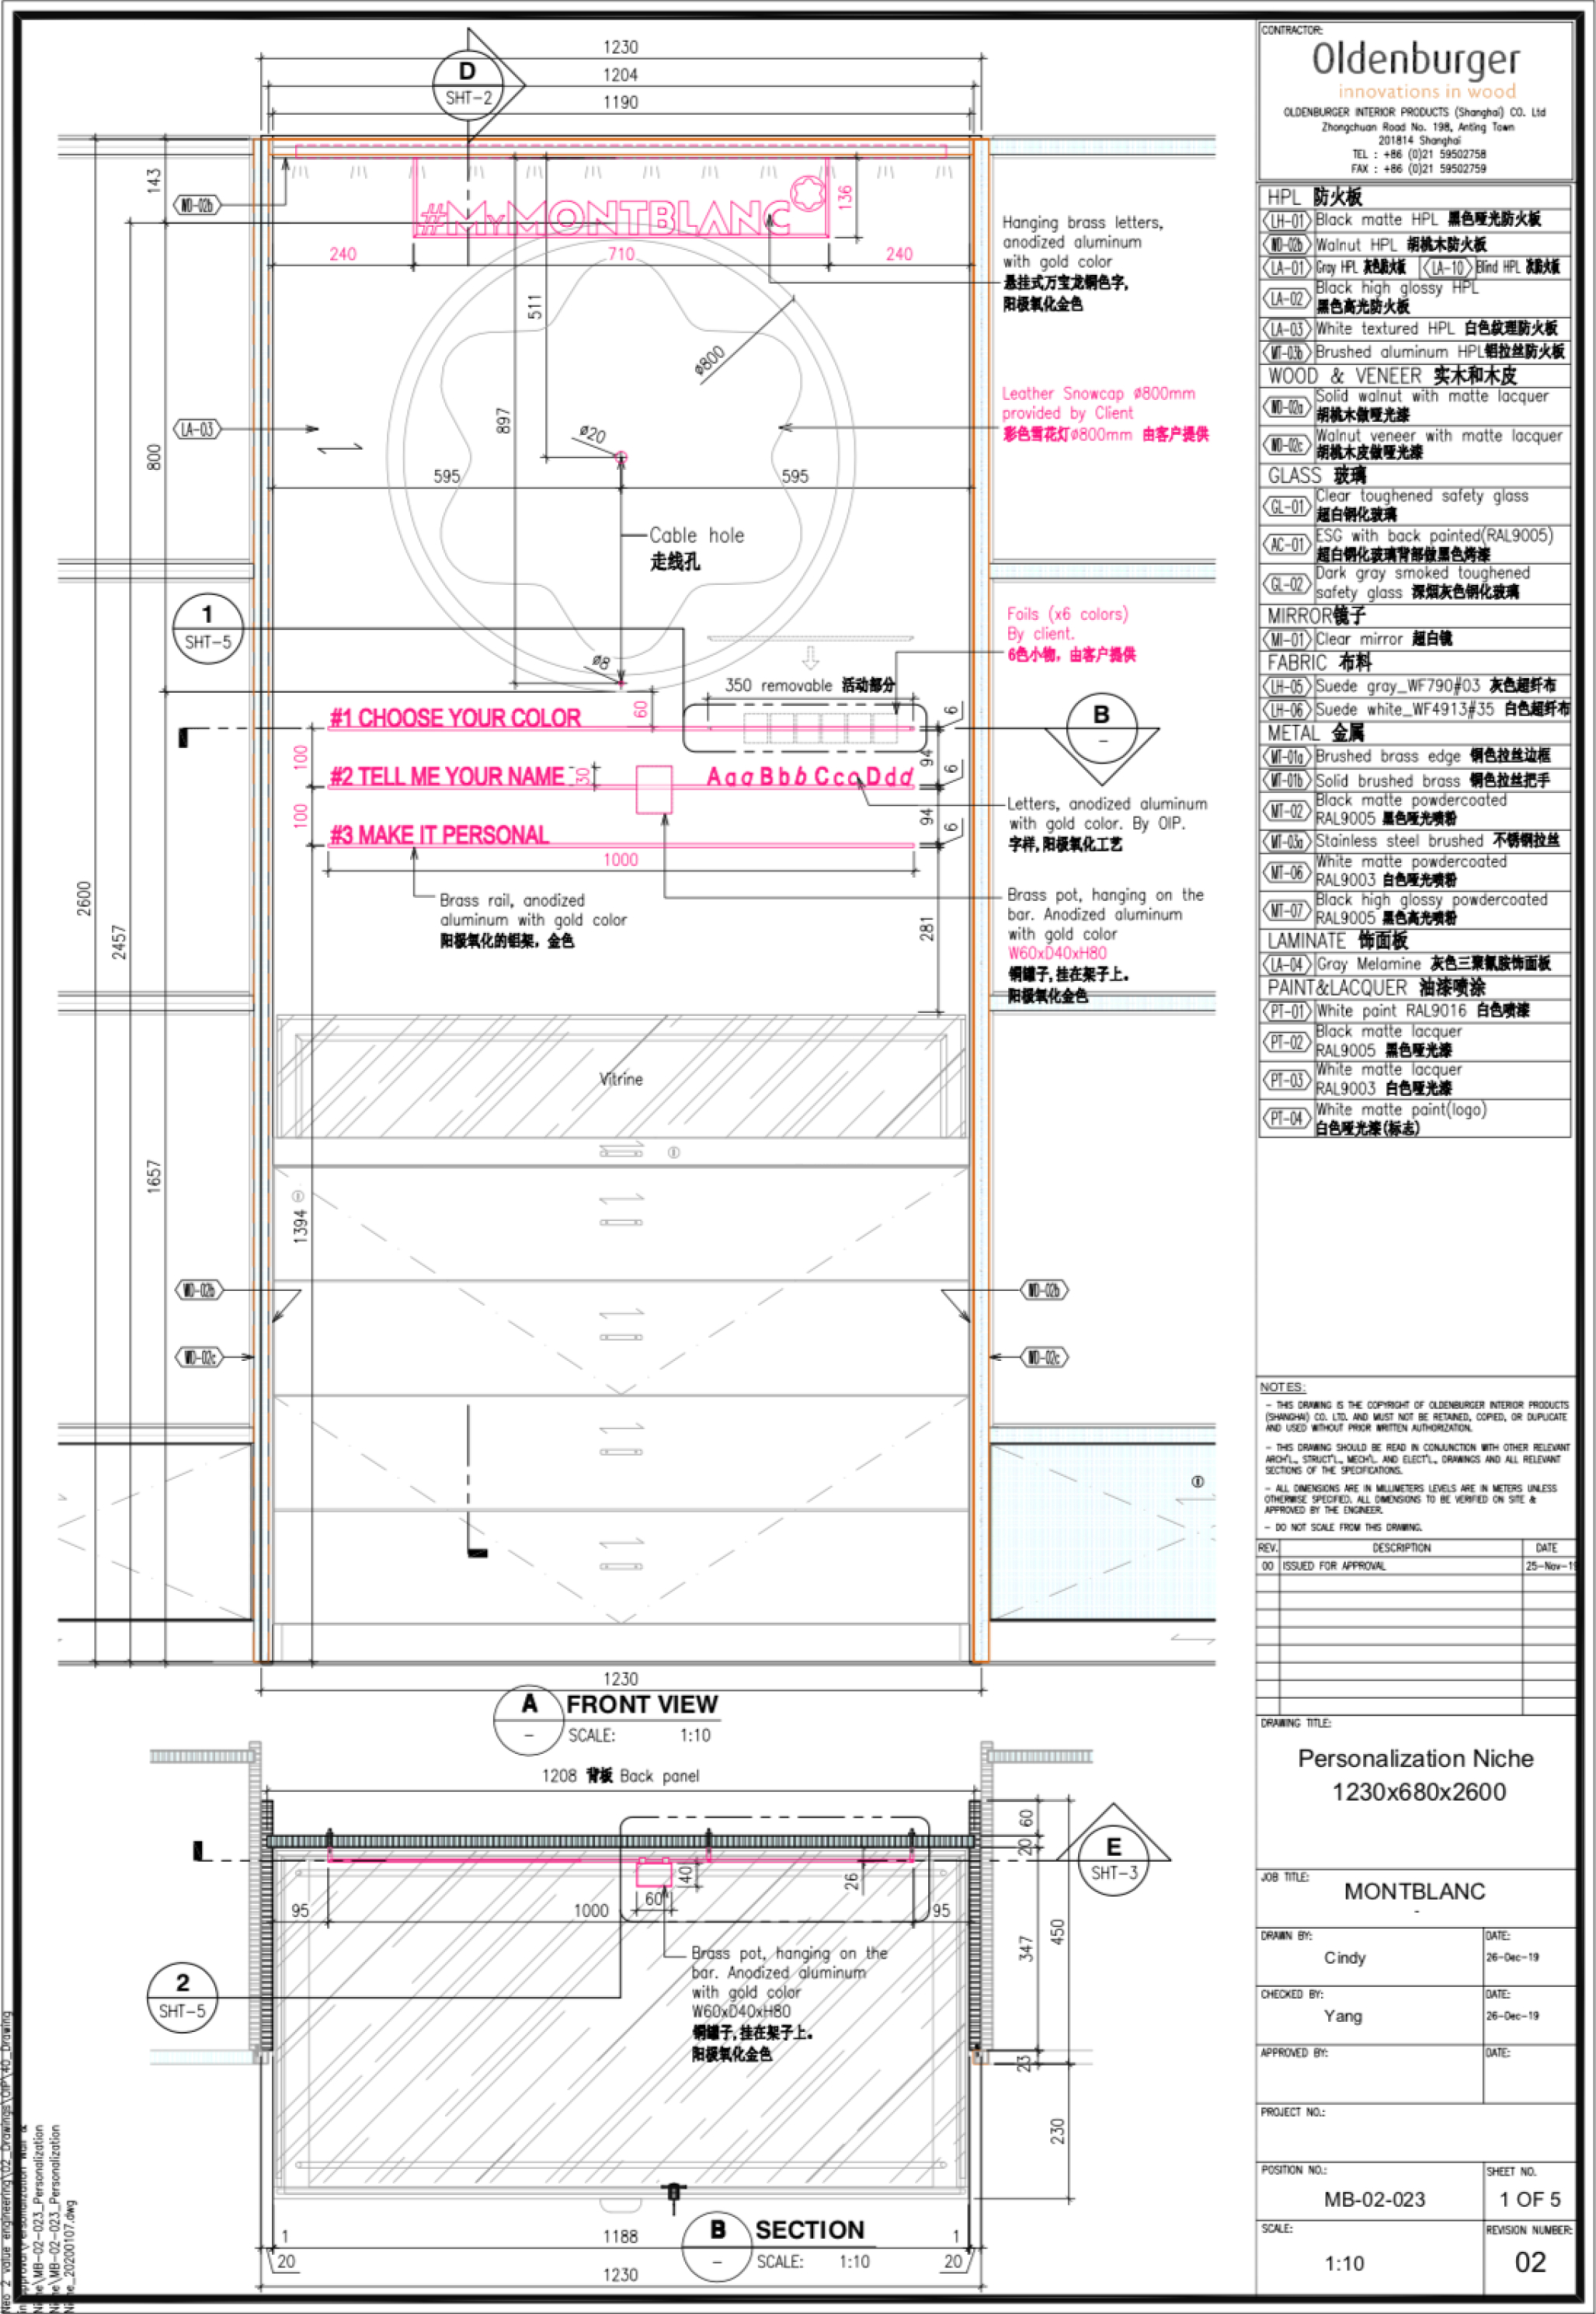 1230
D
SHT-2
1204
1190
143
WD-02b
#MYMONTBLANC
136
240
710
240
511
Hanging brass letters,
anodized aluminum
with gold color
悬挂式万宝龙铜色字,
阳极氧化金色
ø800
Leather Snowcap ø800mm
provided by Client
彩色雪花灯ø800mm 由客户提供
LA-03
897
ø20
800
595
595
Cable hole
走线孔
1
SHT-5
Foils (x6 colors)
By client.
6色小物，由客户提供
ø8
350 removable 活动部分
60
6
B
-
#1 CHOOSE YOUR COLOR
100
94
#2 TELL ME YOUR NAME
30
Aaa Bbb Ccc Ddd
6
100
94
Letters, anodized aluminum
with gold color. By OIP.
字样,阳极氧化工艺
#3 MAKE IT PERSONAL
6
1000
Brass rail, anodized
aluminum with gold color
阳极氧化的铝架，金色
Brass pot, hanging on the
bar. Anodized aluminum
with gold color
W60xD40xH80
铜罐子,挂在架子上。
阳极氧化金色
281
2600
2457
Vitrine
1657
1394
WD-02b
WD-02b
WD-02c
WD-02c
1230
A
-
FRONT VIEW
SCALE: 1:10
1208 背板 Back panel
60
20
E
SHT-3
40
60
26
95
1000
95
347
450
Brass pot, hanging on the
bar. Anodized aluminum
with gold color
W60xD40xH80
铜罐子,挂在架子上。
阳极氧化金色
2
SHT-5
23
230
1
1188
1
20
20
1230
B
-
SECTION
SCALE: 1:10
CONTRACTOR:
Oldenburger
innovations in wood
OLDENBURGER INTERIOR PRODUCTS (Shanghai) CO. Ltd
Zhongchuan Road No. 198, Anting Town
201814 Shanghai
TEL : +86 (0)21 59502758
FAX : +86 (0)21 59502759
HPL 防火板
LH-01 Black matte HPL 黑色哑光防火板
WD-02b Walnut HPL 胡桃木防火板
LA-01 Gray HPL 灰色防火板 LA-10 Blind HPL
LA-02 Black high glossy HPL
黑色高光防火板
LA-03 White textured HPL 白色纹理防火板
MT-03b Brushed aluminum HPL铝拉丝防火板
WOOD & VENEER 实木和木皮
WD-02a Solid walnut with matte lacquer
胡桃木做哑光漆
WD-02c Walnut veneer with matte lacquer
胡桃木皮做哑光漆
GLASS 玻璃
GL-01 Clear toughened safety glass
超白钢化玻璃
AC-01 ESG with back painted(RAL9005)
超白钢化玻璃背部做黑色烤漆
GL-02 Dark gray smoked toughened
safety glass 深烟灰色钢化玻璃
MIRROR镜子
MI-01 Clear mirror 超白镜
FABRIC 布料
LH-05 Suede gray_WF790#03 灰色超纤布
LH-06 Suede white_WF4913#35 白色超纤布
METAL 金属
MT-01a Brushed brass edge 铜色拉丝边框
MT-01b Solid brushed brass 铜色拉丝把手
MT-02 Black matte powdercoated
RAL9005 黑色哑光喷粉
MT-03a Stainless steel brushed 不锈钢拉丝
MT-06 White matte powdercoated
RAL9003 白色哑光喷粉
MT-07 Black high glossy powdercoated
RAL9005 黑色高光喷粉
LAMINATE 饰面板
LA-04 Gray Melamine 灰色三聚氰胺饰面板
PAINT&LACQUER 油漆喷涂
PT-01 White paint RAL9016 白色喷漆
PT-02 Black matte lacquer
RAL9005 黑色哑光漆
PT-03 White matte lacquer
RAL9003 白色哑光漆
PT-04 White matte paint(logo)
白色哑光漆(标志)
NOTES:
- THIS DRAWING IS THE COPYRIGHT OF OLDENBURGER INTERIOR PRODUCTS
(SHANGHAI) CO. LTD. AND MUST NOT BE RETAINED, COPIED, OR DUPLICATE
AND USED WITHOUT PRIOR WRITTEN AUTHORIZATION.
- THIS DRAWING SHOULD BE READ IN CONJUNCTION WITH OTHER RELEVANT
ARCH'L., STRUCT'L., MECH'L. AND ELECT'L., DRAWINGS AND ALL RELEVANT
SECTIONS OF THE SPECIFICATIONS.
- ALL DIMENSIONS ARE IN MILLIMETERS LEVELS ARE IN METERS UNLESS
OTHERWISE SPECIFIED. ALL DIMENSIONS TO BE VERIFIED ON SITE &
APPROVED BY THE ENGINEER.
- DO NOT SCALE FROM THIS DRAWING.
REV. DESCRIPTION DATE
00 ISSUED FOR APPROVAL 25-Nov-1
DRAWING TITLE:
Personalization Niche
1230x680x2600
JOB TITLE:
MONTBLANC
-
DRAWN BY: DATE:
Cindy 26-Dec-19
CHECKED BY: DATE:
Yang 26-Dec-19
APPROVED BY: DATE:
PROJECT NO.:
POSITION NO.: SHEET NO.
MB-02-023 1 OF 5
SCALE: REVISION NUMBER:
1:10 02
Neo 2 value engineering\02_Drawings\OIP\40_Drawing
Niche\MB-02-023_Personalization
Niche\MB-02-023_Personalization
Niche_20200107.dwg